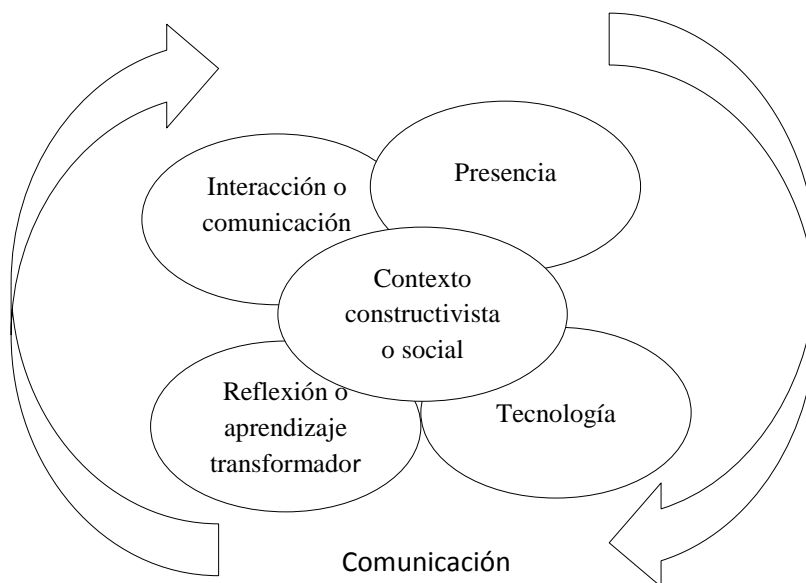 Interacción o
comunicación
Presencia
Contexto
constructivista
o social
Reflexión o
aprendizaje
transformador
Tecnología
Comunicación